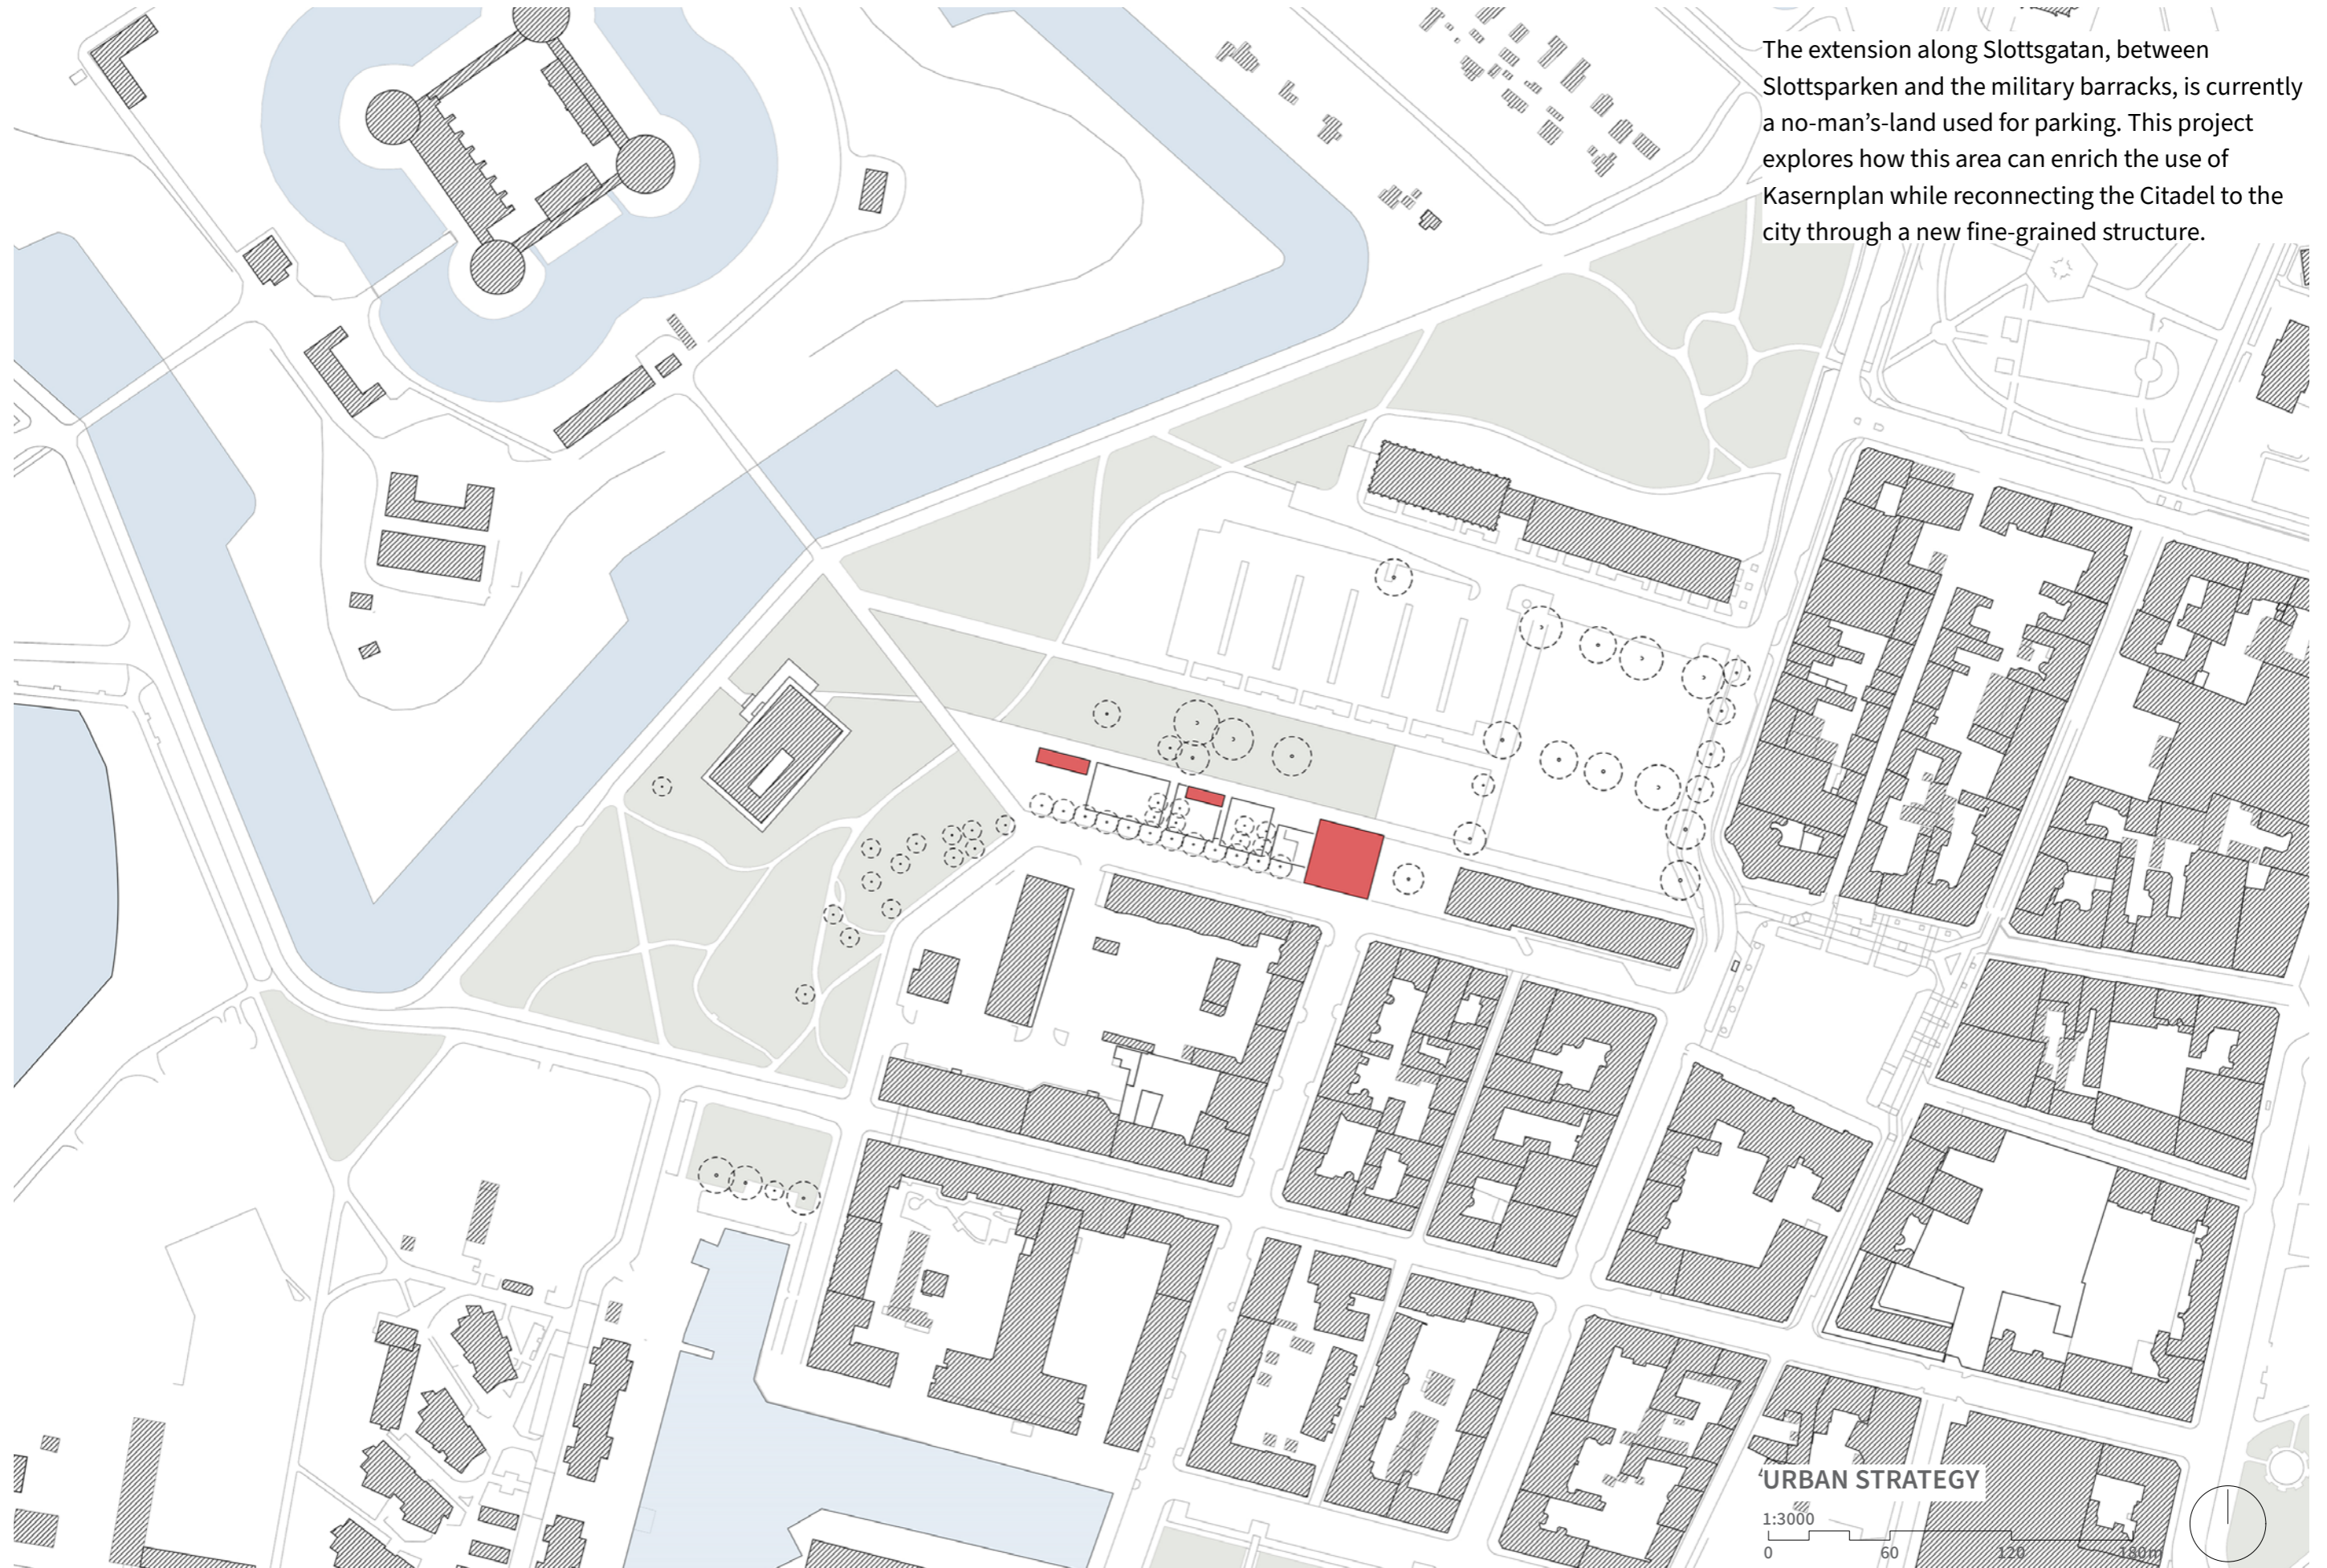 The extension along Slottsgatan, between
Slottsparken and the military barracks, is currently
a no-man’s-land used for parking. This project
explores how this area can enrich the use of
Kasernplan while reconnecting the Citadel to the
city through a new fine-grained structure.
URBAN STRATEGY
1:3000
0 60 120 180m